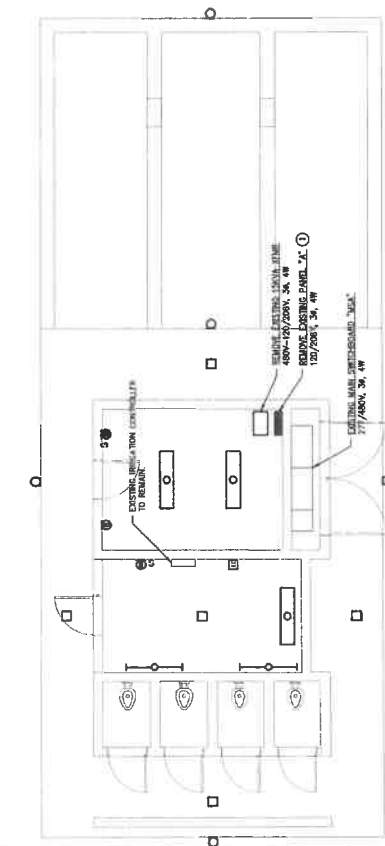 REMOVE EXISTING 15KVA XFMR
480V-120/208V, 3ø, 4W
REMOVE EXISTING PANEL "A" 1
120/208V, 3ø, 4W
EXISTING MAIN SWITCHBOARD "MSA"
277/480V, 3ø, 4W
EXISTING IRRIGATION CONTROLLER
TO REMAIN.